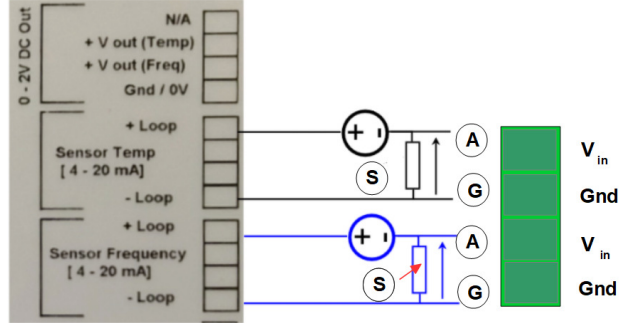 0 - 2V DC Out
N/A
+ V out (Temp)
+ V out (Freq)
Gnd / 0V
+ Loop
Sensor Temp
[ 4 - 20 mA]
- Loop
+ Loop
Sensor Frequency
[ 4 - 20 mA]
- Loop
+ -
S
A
G
+ -
S
A
G
V in
Gnd
V in
Gnd